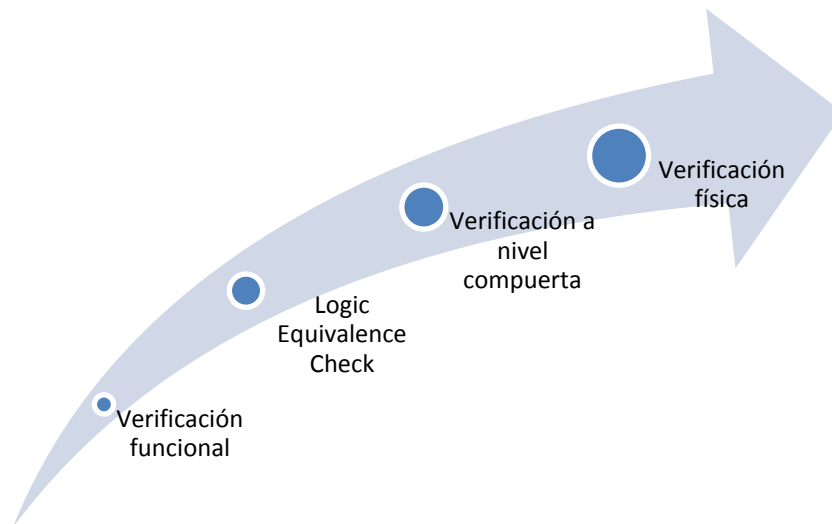 Verificación
funcional
Logic
Equivalence
Check
Verificación a
nivel
compuerta
Verificación
física